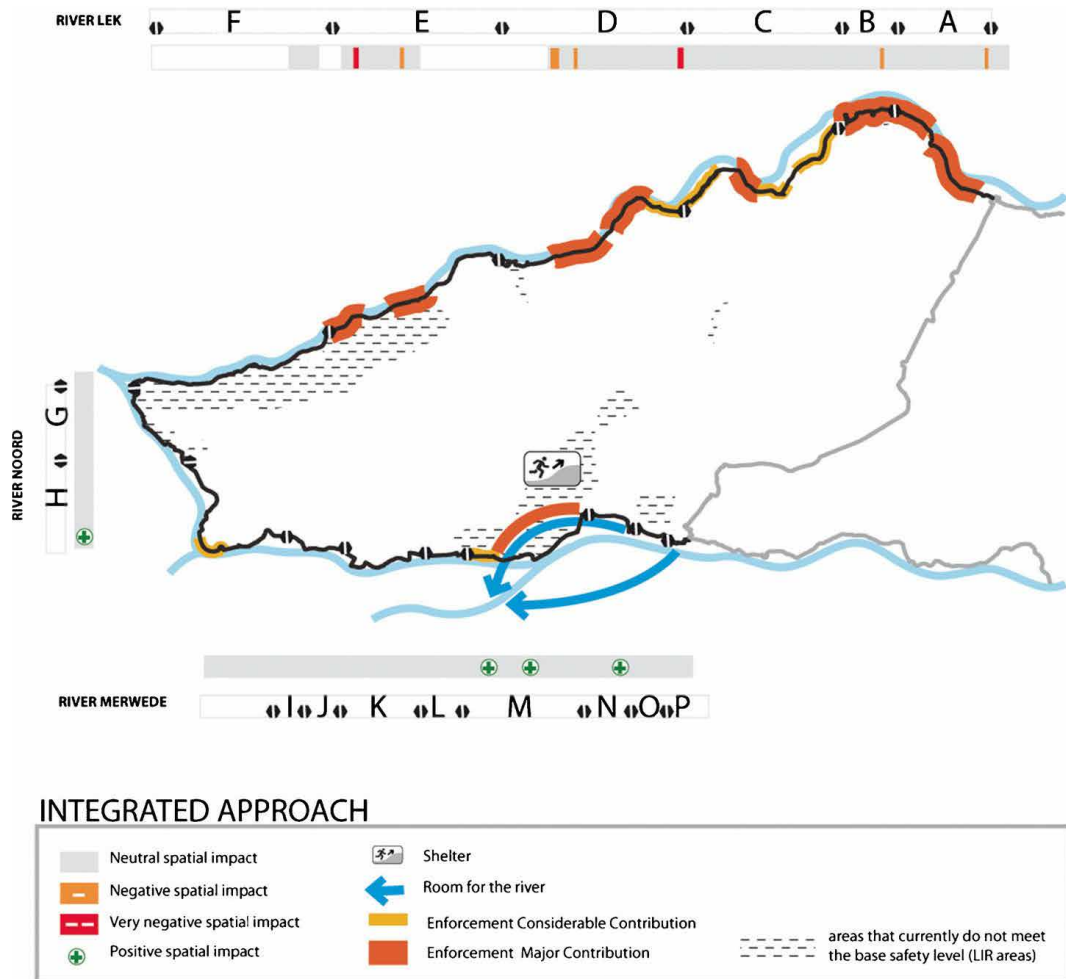 RIVER LEK
F E D C B A
G
H
RIVER NOORD
RIVER MERWEDE
I J K L M N O P
INTEGRATED APPROACH
Neutral spatial impact
Negative spatial impact
Very negative spatial impact
Positive spatial impact
Shelter
Room for the river
Enforcement Considerable Contribution
Enforcement Major Contribution
areas that currently do not meet
the base safety level (LIR areas)